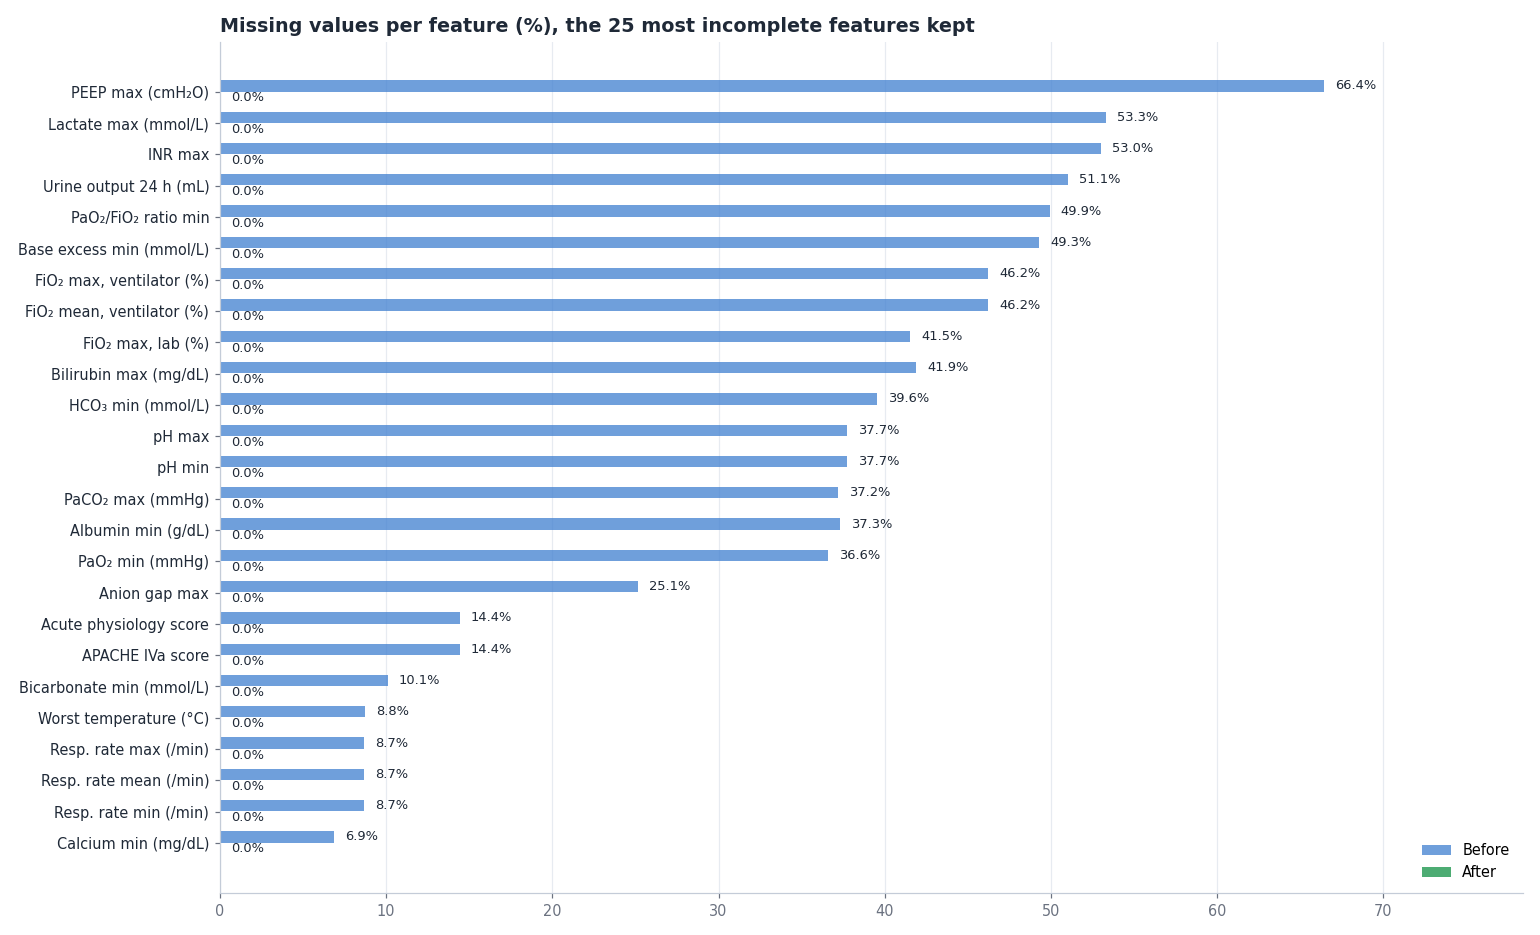 Missing values per feature (%), the 25 most incomplete features kept
PEEP max (cmH₂O) 66.4%
0.0%
Lactate max (mmol/L) 53.3%
0.0%
INR max 53.0%
0.0%
Urine output 24 h (mL) 51.1%
0.0%
PaO₂/FiO₂ ratio min 49.9%
0.0%
Base excess min (mmol/L) 49.3%
0.0%
FiO₂ max, ventilator (%) 46.2%
0.0%
FiO₂ mean, ventilator (%) 46.2%
0.0%
FiO₂ max, lab (%) 41.5%
0.0%
Bilirubin max (mg/dL) 41.9%
0.0%
HCO₃ min (mmol/L) 39.6%
0.0%
pH max 37.7%
0.0%
pH min 37.7%
0.0%
PaCO₂ max (mmHg) 37.2%
0.0%
Albumin min (g/dL) 37.3%
0.0%
PaO₂ min (mmHg) 36.6%
0.0%
Anion gap max 25.1%
0.0%
Acute physiology score 14.4%
0.0%
APACHE IVa score 14.4%
0.0%
Bicarbonate min (mmol/L) 10.1%
0.0%
Worst temperature (°C) 8.8%
0.0%
Resp. rate max (/min) 8.7%
0.0%
Resp. rate mean (/min) 8.7%
0.0%
Resp. rate min (/min) 8.7%
0.0%
Calcium min (mg/dL) 6.9%
0.0%
Before
After
0 10 20 30 40 50 60 70